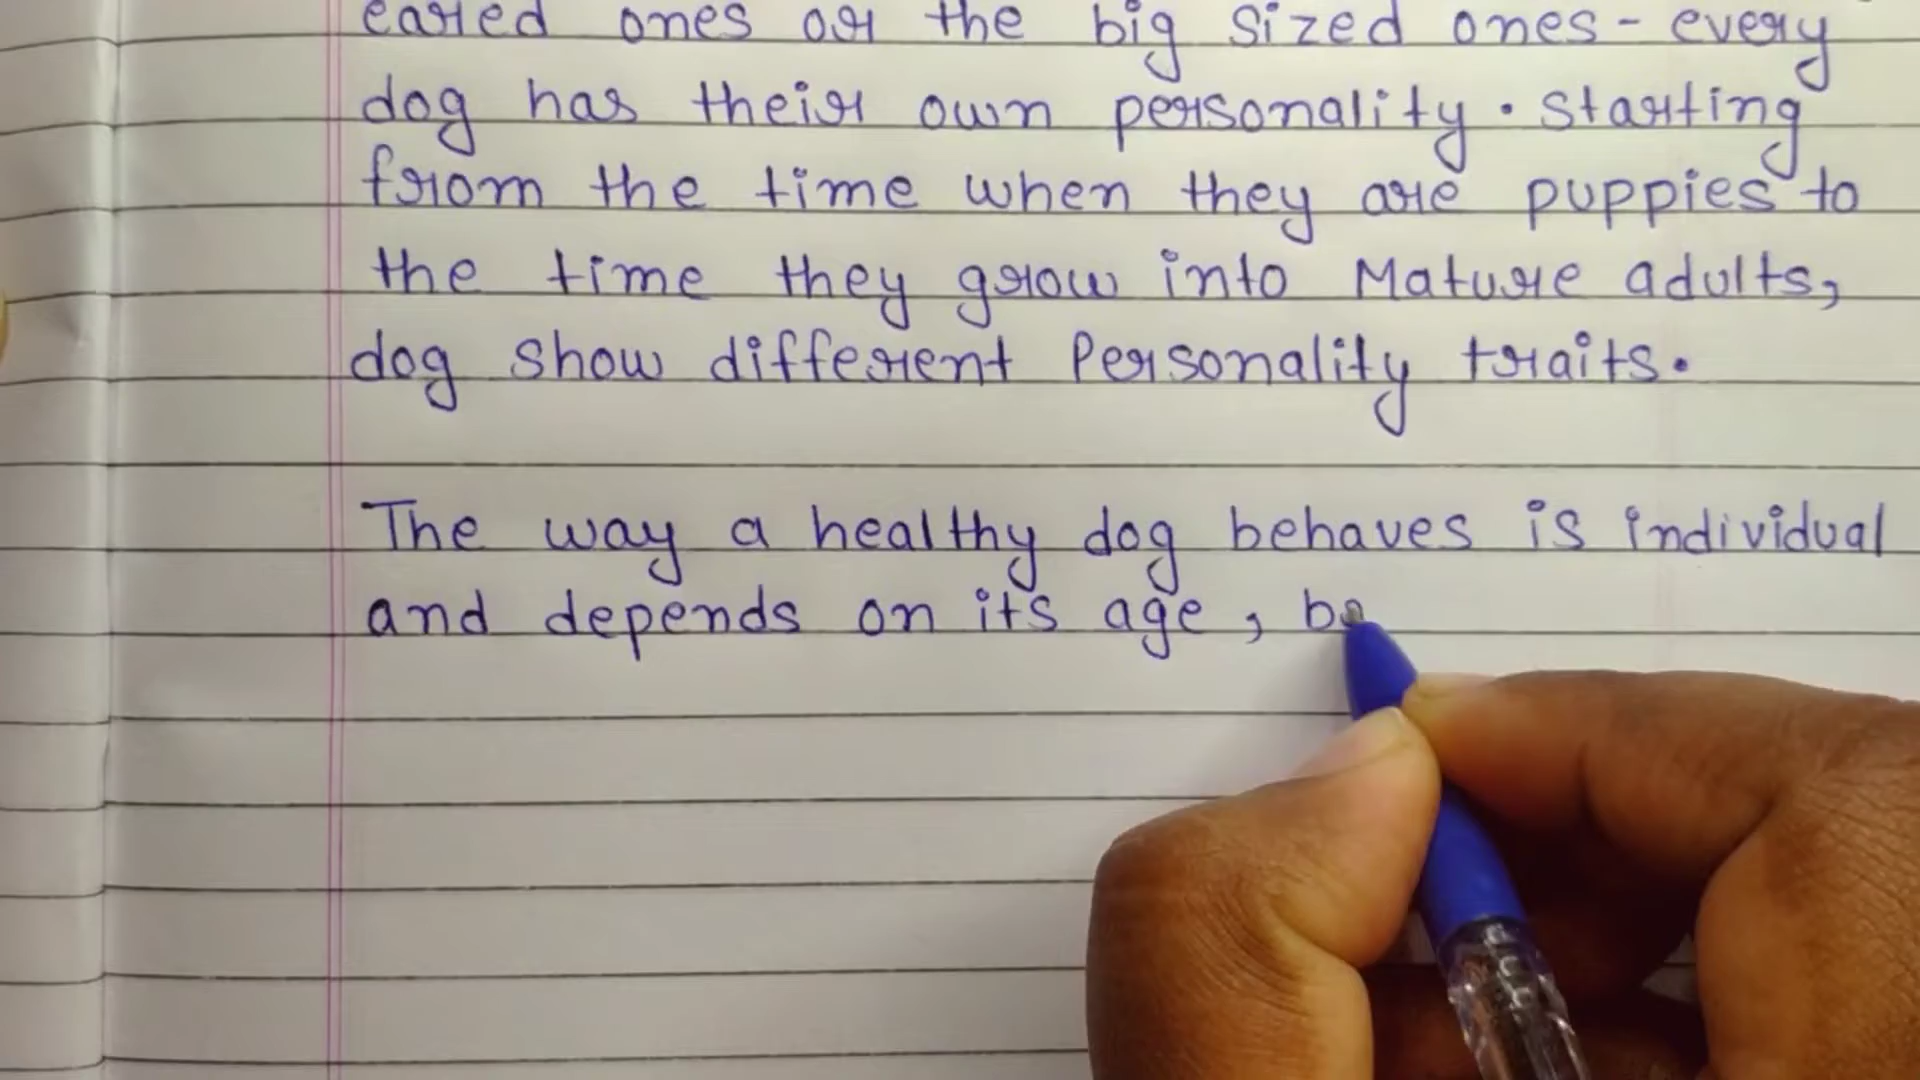 eared ones or the big sized ones - every
dog has their own personality. starting
from the time when they are puppies to
the time they grow into Mature adults,
dog show different Personality traits.
The way a healthy dog behaves is individual
and depends on its age,